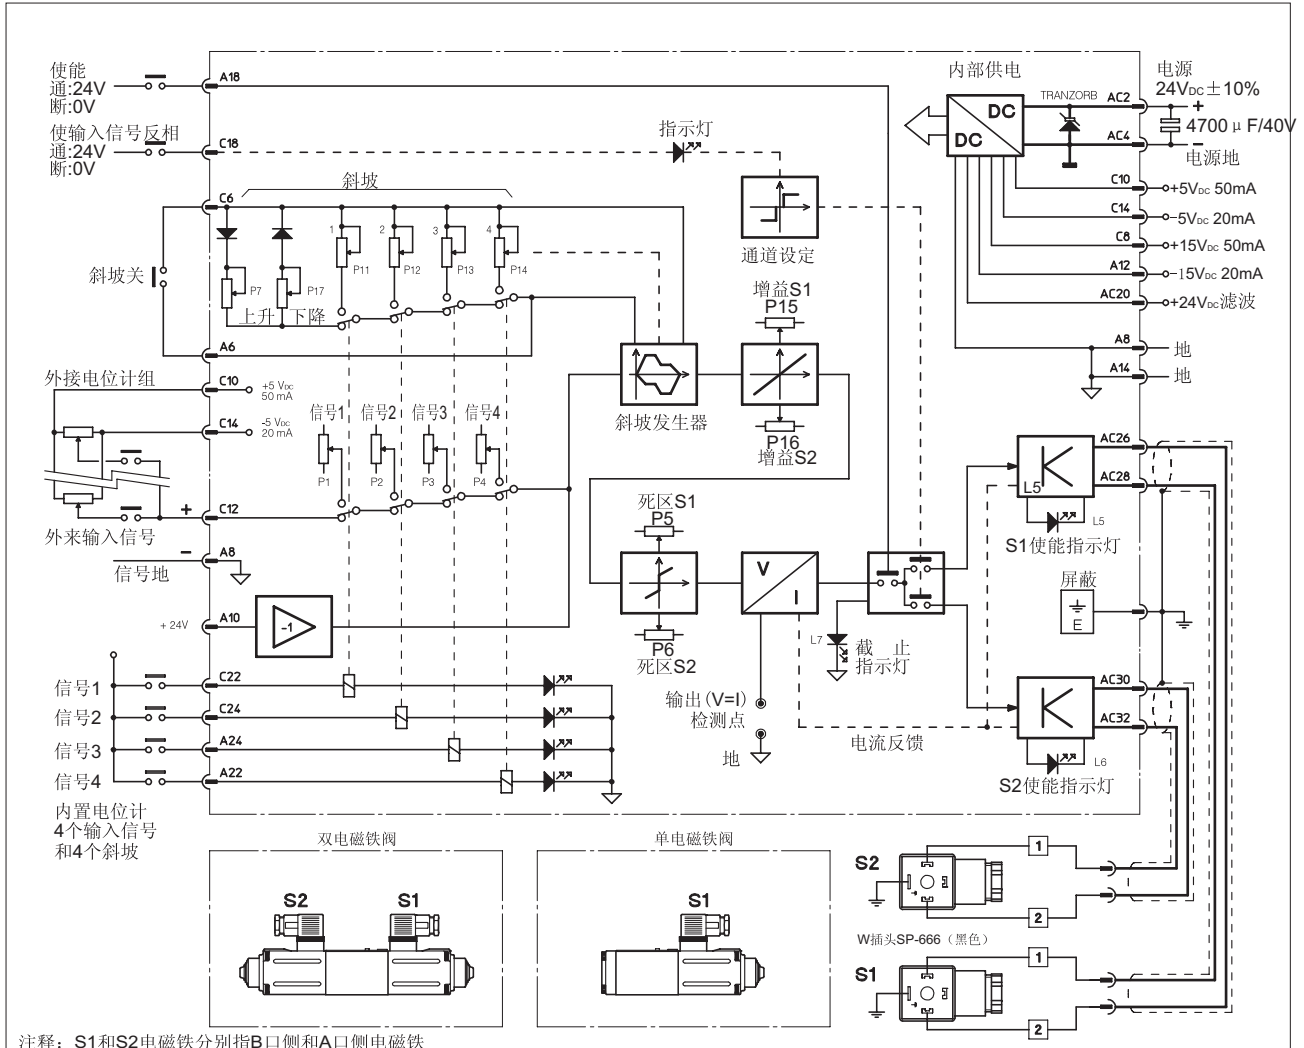 使能
通:24V
断:0V
A18
使输入信号反相
通:24V
断:0V
C18
指示灯
内部供电
DC
DC
TRANZORB
AC2
AC4
电源
24VDC±10%
+
4700 μ F/40V
−
电源地
C10
+5VDC 50mA
C14
-5VDC 20mA
C8
+15VDC 50mA
A12
-15VDC 20mA
AC20
+24VDC滤波
A8
地
A14
地
斜坡
C6
斜坡关
P7
P17
上升
下降
1
P11
2
P12
3
P13
4
P14
A6
通道设定
增益S1
P15
P16
增益S2
斜坡发生器
外接电位计组
C10
+5 VDC
50 mA
C14
-5 VDC
20 mA
信号1
信号2
信号3
信号4
P1
P2
P3
P4
+
C12
外来输入信号
−
A8
信号地
+ 24V
A10
-1
死区S1
P5
P6
死区S2
V
I
L7
截 止
指示灯
输出(V=I)
检测点
地
电流反馈
L5
L5
S1使能指示灯
AC26
AC28
屏蔽
E
AC30
AC32
L6
S2使能指示灯
信号1
C22
信号2
C24
信号3
A24
信号4
A22
内置电位计
4个输入信号
和4个斜坡
双电磁铁阀
S2
S1
单电磁铁阀
S1
S2
1
2
W插头SP-666（黑色）
S1
1
2
注释：S1和S2电磁铁分别指B口侧和A口侧电磁铁